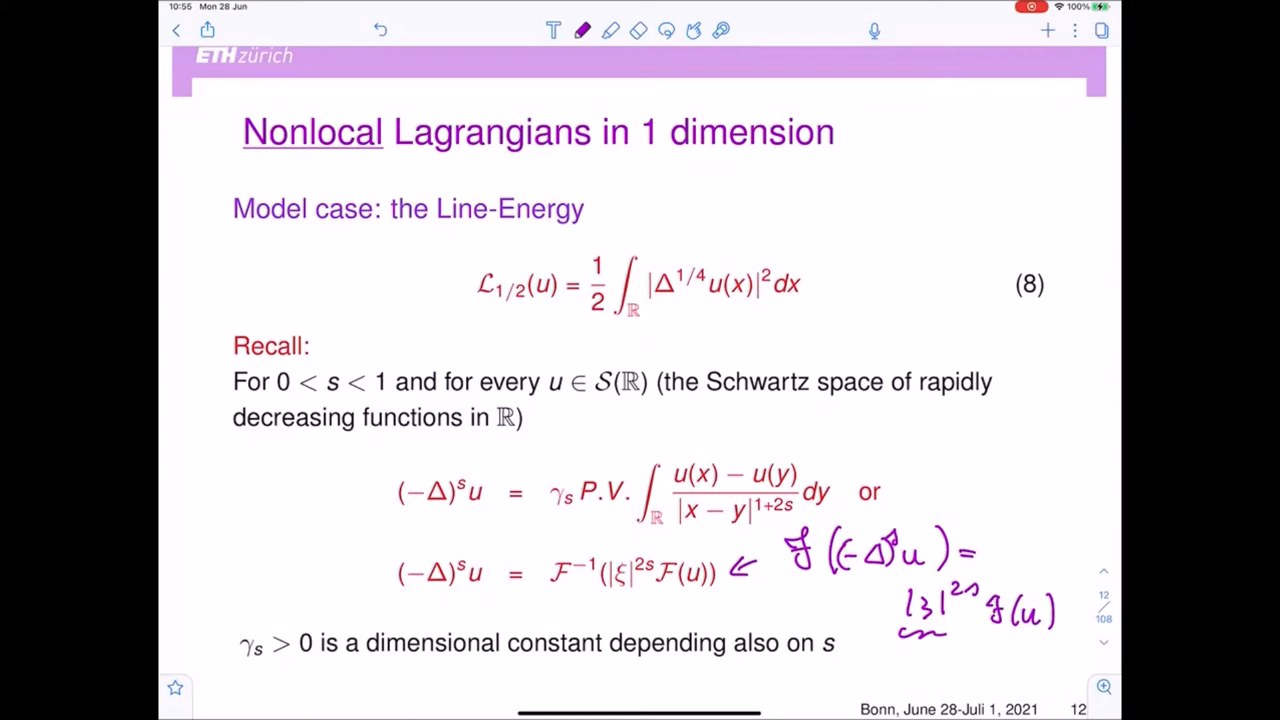 10:55 Mon 28 Jun
100%
ETH zürich
Nonlocal Lagrangians in 1 dimension
Model case: the Line-Energy
ℒ_{1/2}(u) = 1/2 ∫_ℝ |Δ^{1/4}u(x)|²dx (8)
Recall:
For 0 < s < 1 and for every u ∈ 𝒮(ℝ) (the Schwartz space of rapidly
decreasing functions in ℝ)
(−Δ)^s u = γ_s P.V. ∫_ℝ (u(x) − u(y))/|x − y|^{1+2s} dy or
(−Δ)^s u = ℱ^{−1}(|ξ|^{2s}ℱ(u)) ← ℱ((−Δ)^s u) =
|ξ|^{2s} ℱ(u)
γ_s > 0 is a dimensional constant depending also on s
12
/
108
Bonn, June 28-Juli 1, 2021 12